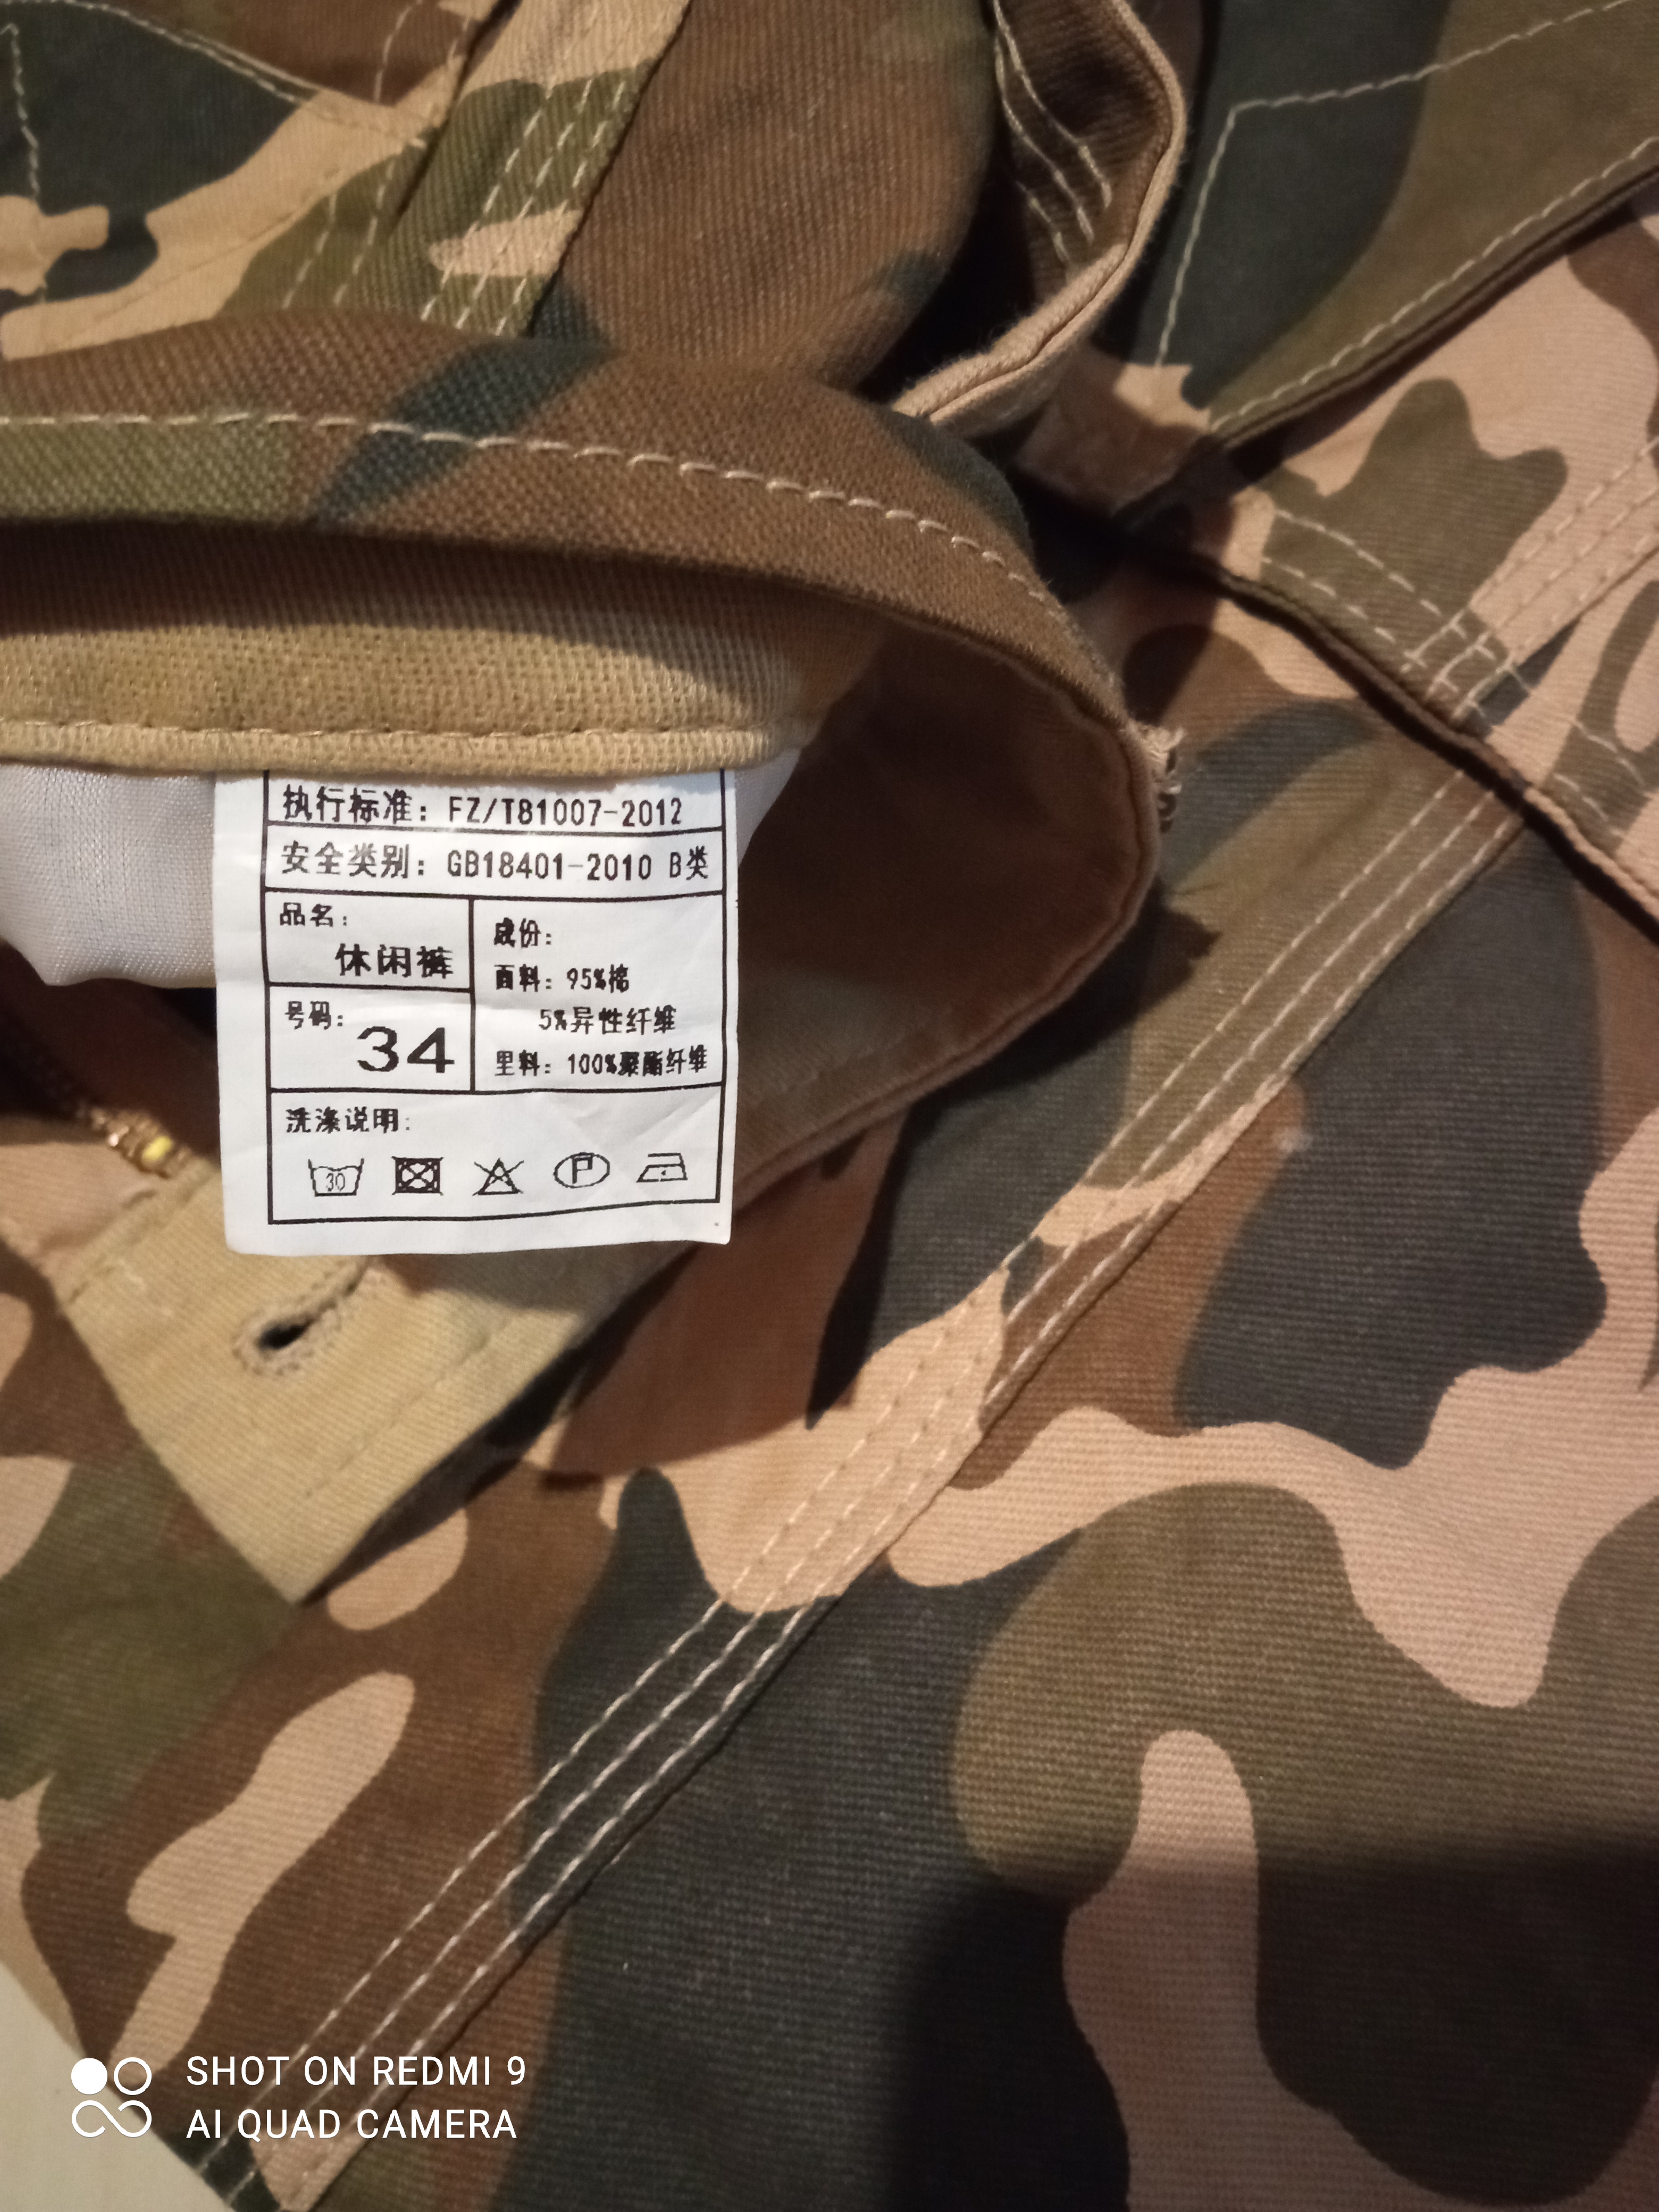 执行标准: FZ/T81007-2012
安全类别: GB18401-2010 B类
品名:
休闲裤
号码:
34
成份:
面料: 95%棉
5%异性纤维
里料: 100%聚酯纤维
洗涤说明:
30
P
SHOT ON REDMI 9
AI QUAD CAMERA